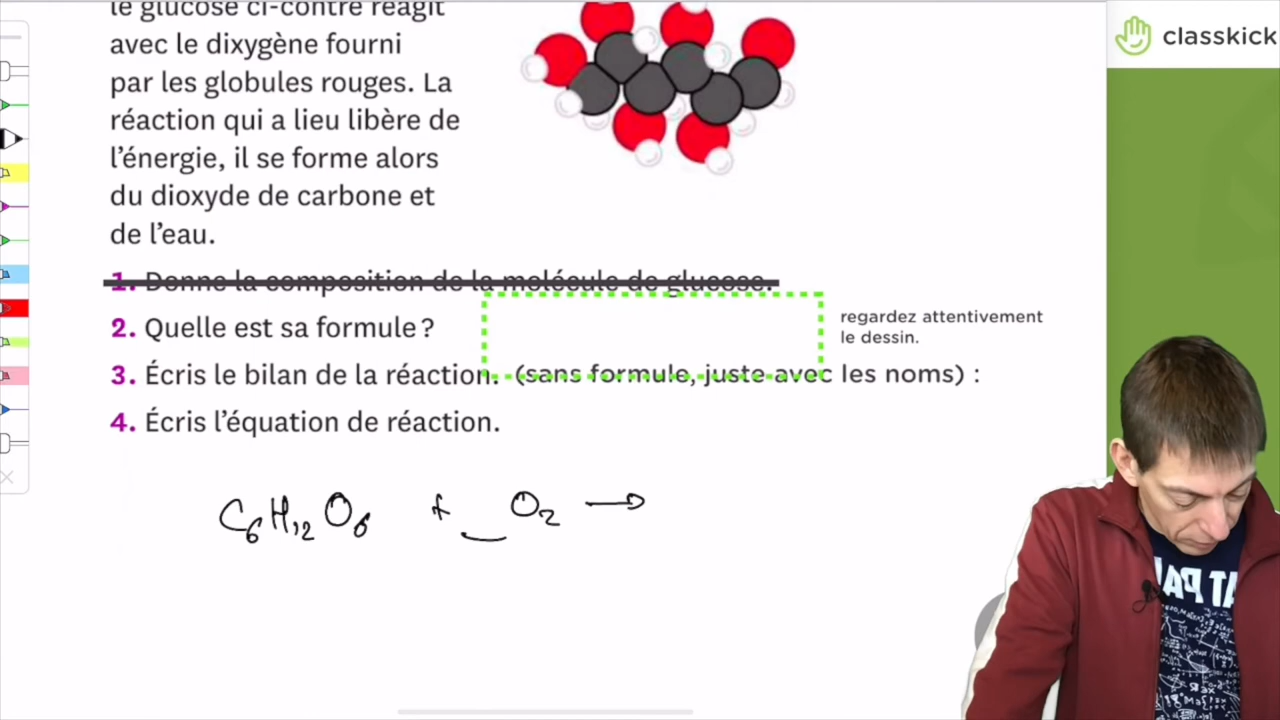 le glucose ci-contre réagit
avec le dixygène fourni
par les globules rouges. La
réaction qui a lieu libère de
l'énergie, il se forme alors
du dioxyde de carbone et
de l'eau.
1. Donne la composition de la molécule de glucose.
2. Quelle est sa formule ?
regardez attentivement
le dessin.
3. Écris le bilan de la réaction. (sans formule, juste avec les noms) :
4. Écris l'équation de réaction.
C₆H₁₂O₆ + _ O₂ →
classkick